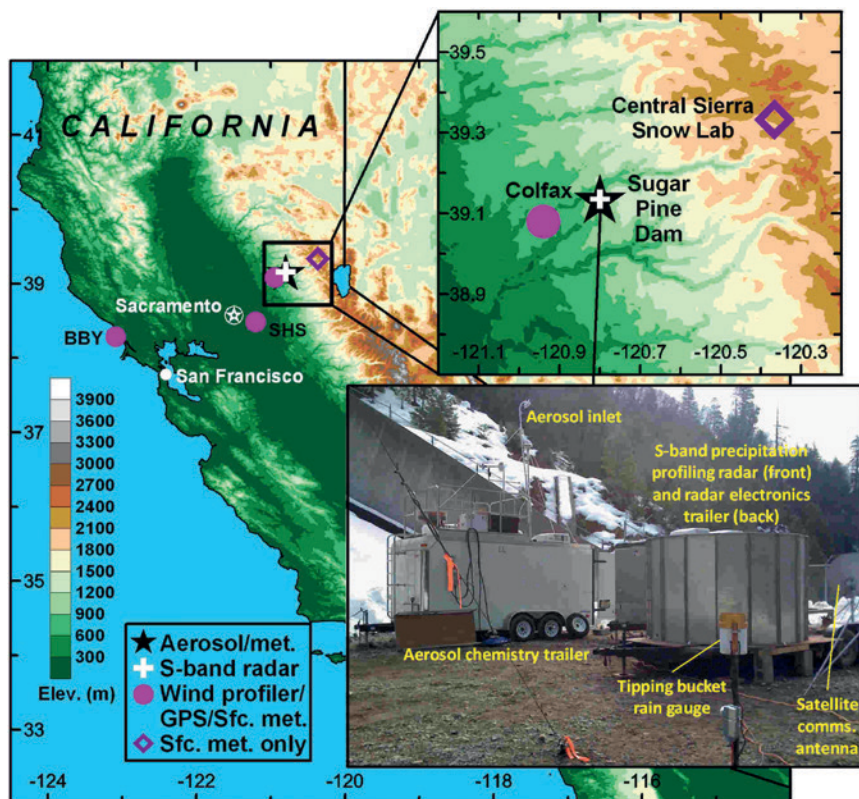 CALIFORNIA
41
39
37
35
33
-124
-122
-120
-118
-116
Sacramento
BBY
SHS
San Francisco
3900
3600
3300
3000
2700
2400
2100
1800
1500
1200
900
600
300
Elev. (m)
Aerosol/met.
S-band radar
Wind profiler/
GPS/Sfc. met.
Sfc. met. only
39.5
39.3
39.1
38.9
-121.1
-120.9
-120.7
-120.5
-120.3
Central Sierra
Snow Lab
Colfax
Sugar
Pine
Dam
Aerosol inlet
S-band precipitation
profiling radar (front)
and radar electronics
trailer (back)
Aerosol chemistry trailer
Tipping bucket
rain gauge
Satellite
comms.
antenna